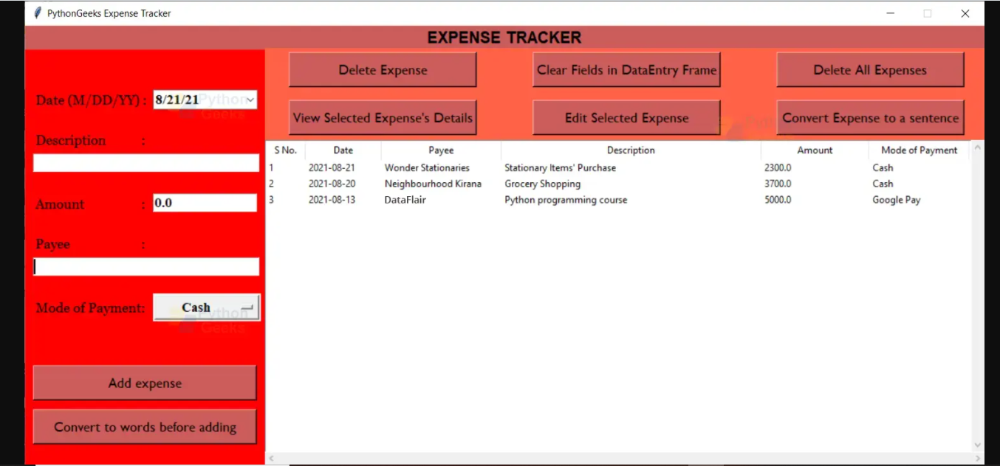 PythonGeeks Expense Tracker
EXPENSE TRACKER
Date (M/DD/YY) : 8/21/21
Description :
Amount : 0.0
Payee :
Mode of Payment: Cash
Add expense
Convert to words before adding
Delete Expense Clear Fields in DataEntry Frame Delete All Expenses
View Selected Expense's Details Edit Selected Expense Convert Expense to a sentence
S No. Date Payee Description Amount Mode of Payment
1 2021-08-21 Wonder Stationaries Stationary Items' Purchase 2300.0 Cash
2 2021-08-20 Neighbourhood Kirana Grocery Shopping 3700.0 Cash
3 2021-08-13 DataFlair Python programming course 5000.0 Google Pay
Python
Geeks
Python
Geeks